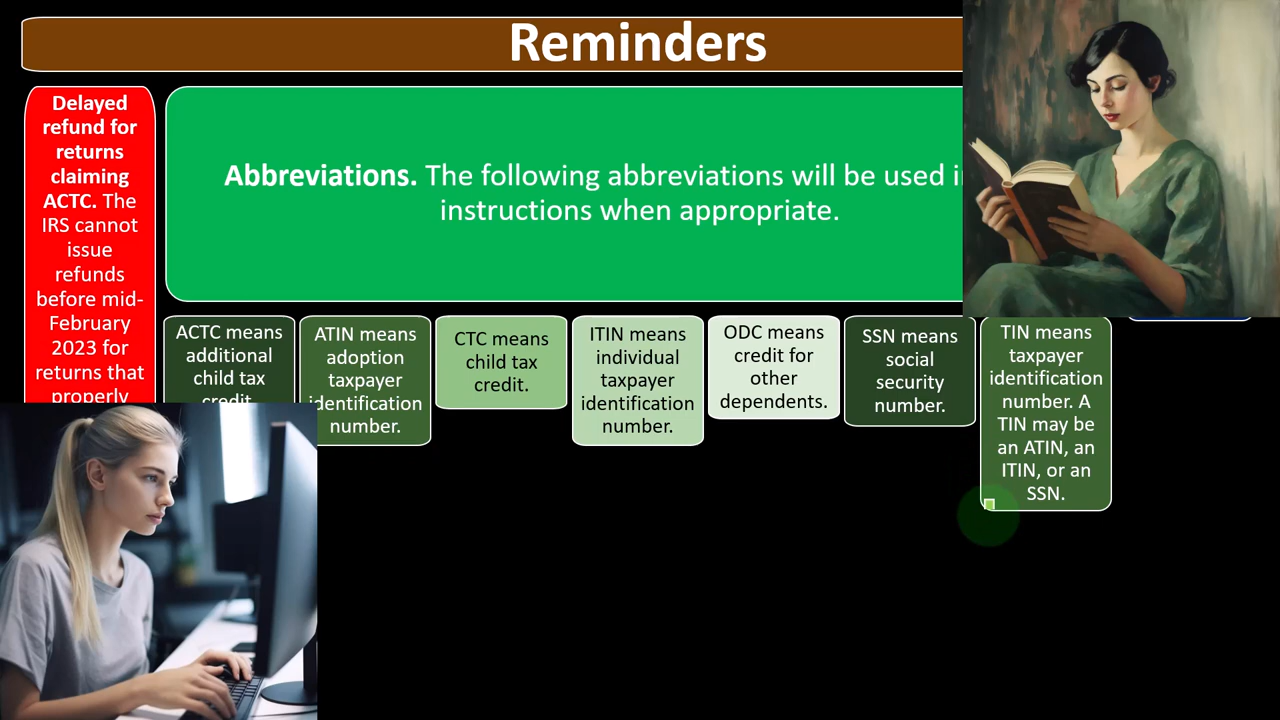 Reminders
Delayed
refund for
returns
claiming
ACTC. The
IRS cannot
issue
refunds
before mid-
February
2023 for
returns that
properly
Abbreviations. The following abbreviations will be used
instructions when appropriate.
ACTC means
additional
child tax
credit.
ATIN means
adoption
taxpayer
identification
number.
CTC means
child tax
credit.
ITIN means
individual
taxpayer
identification
number.
ODC means
credit for
other
dependents.
SSN means
social
security
number.
TIN means
taxpayer
identification
number. A
TIN may be
an ATIN, an
ITIN, or an
SSN.